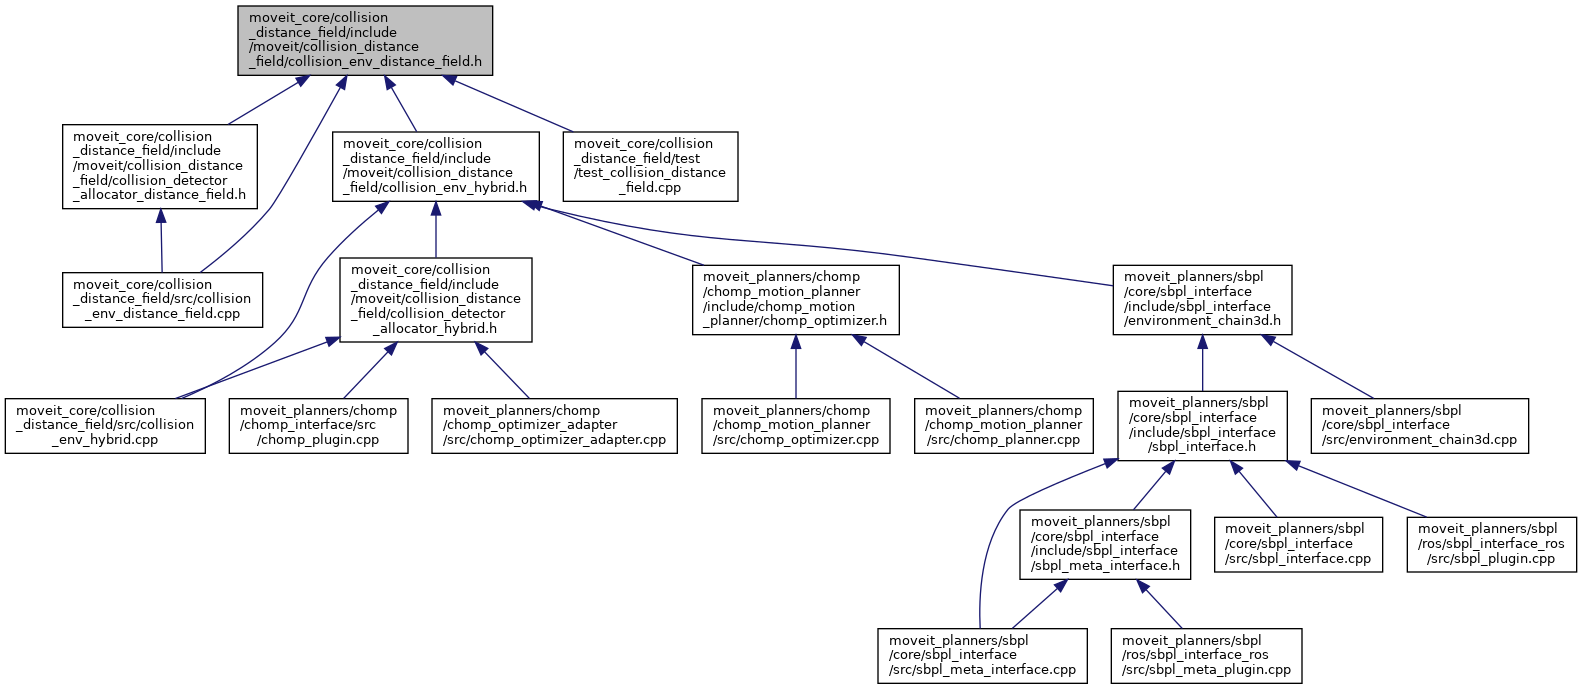 moveit_core/collision
_distance_field/include
/moveit/collision_distance
_field/collision_env_distance_field.h
moveit_core/collision
_distance_field/include
/moveit/collision_distance
_field/collision_detector
_allocator_distance_field.h
moveit_core/collision
_distance_field/include
/moveit/collision_distance
_field/collision_env_hybrid.h
moveit_core/collision
_distance_field/test
/test_collision_distance
_field.cpp
moveit_core/collision
_distance_field/src/collision
_env_distance_field.cpp
moveit_core/collision
_distance_field/include
/moveit/collision_distance
_field/collision_detector
_allocator_hybrid.h
moveit_planners/chomp
/chomp_motion_planner
/include/chomp_motion
_planner/chomp_optimizer.h
moveit_planners/sbpl
/core/sbpl_interface
/include/sbpl_interface
/environment_chain3d.h
moveit_core/collision
_distance_field/src/collision
_env_hybrid.cpp
moveit_planners/chomp
/chomp_interface/src
/chomp_plugin.cpp
moveit_planners/chomp
/chomp_optimizer_adapter
/src/chomp_optimizer_adapter.cpp
moveit_planners/chomp
/chomp_motion_planner
/src/chomp_optimizer.cpp
moveit_planners/chomp
/chomp_motion_planner
/src/chomp_planner.cpp
moveit_planners/sbpl
/core/sbpl_interface
/include/sbpl_interface
/sbpl_interface.h
moveit_planners/sbpl
/core/sbpl_interface
/src/environment_chain3d.cpp
moveit_planners/sbpl
/core/sbpl_interface
/include/sbpl_interface
/sbpl_meta_interface.h
moveit_planners/sbpl
/core/sbpl_interface
/src/sbpl_interface.cpp
moveit_planners/sbpl
/ros/sbpl_interface_ros
/src/sbpl_plugin.cpp
moveit_planners/sbpl
/core/sbpl_interface
/src/sbpl_meta_interface.cpp
moveit_planners/sbpl
/ros/sbpl_interface_ros
/src/sbpl_meta_plugin.cpp